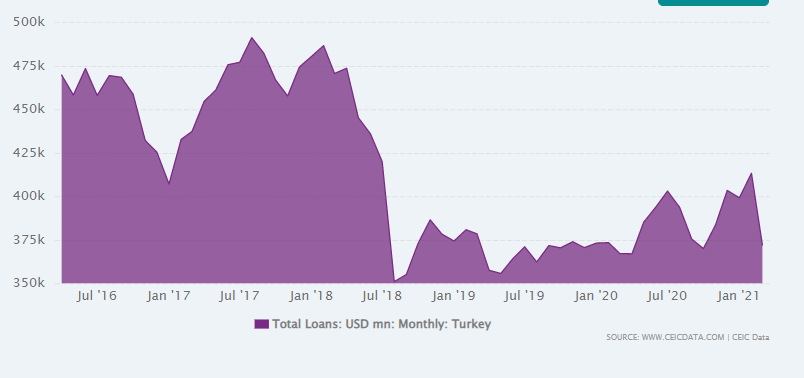 500k
475k
450k
425k
400k
375k
350k
Jul '16 Jan '17 Jul '17 Jan '18 Jul '18 Jan '19 Jul '19 Jan '20 Jul '20 Jan '21
Total Loans: USD mn: Monthly: Turkey
SOURCE: WWW.CEICDATA.COM | CEIC Data